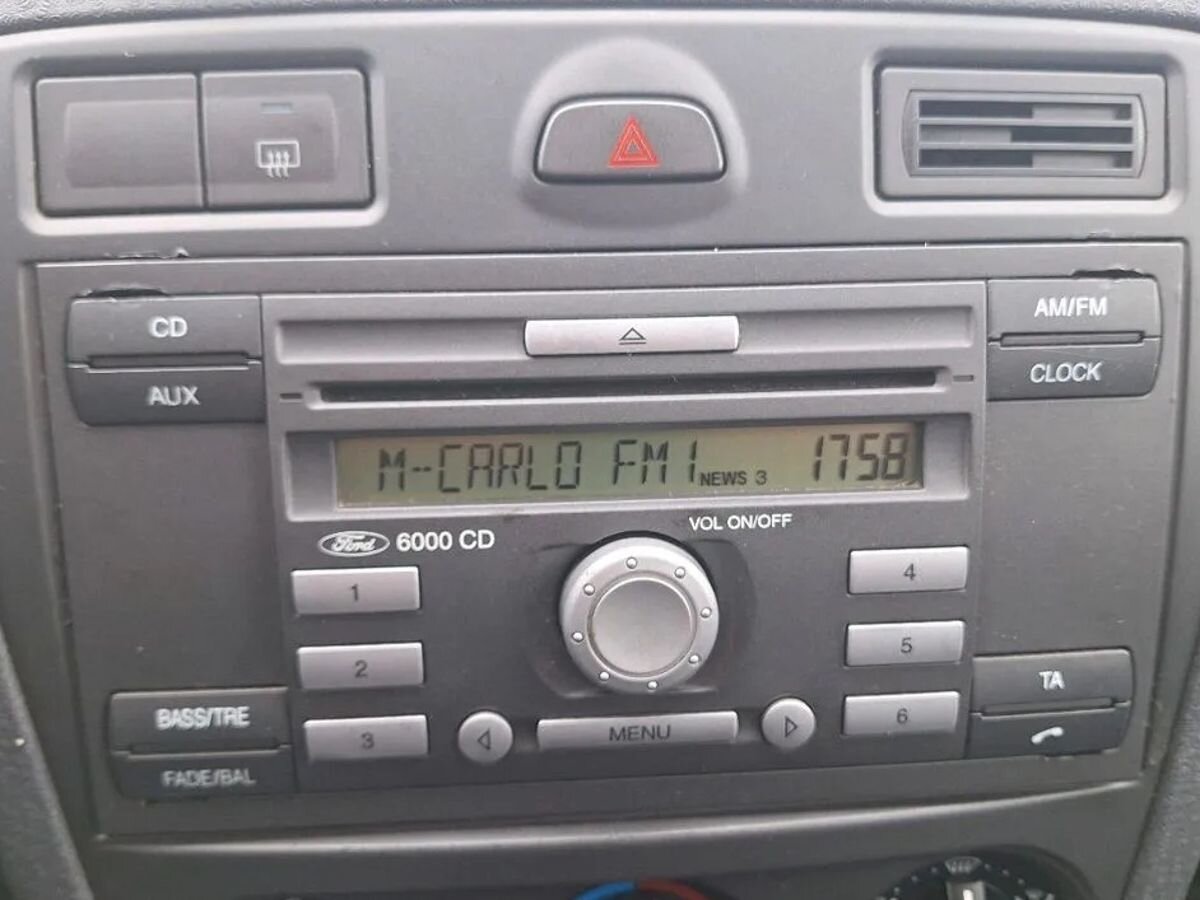 CD
AM/FM
AUX
CLOCK
M--CARLO FM1 NEWS 3 1758
Ford 6000 CD
VOL ON/OFF
1
4
2
5
3
6
BASS/TRE
FADE/BAL
MENU
TA